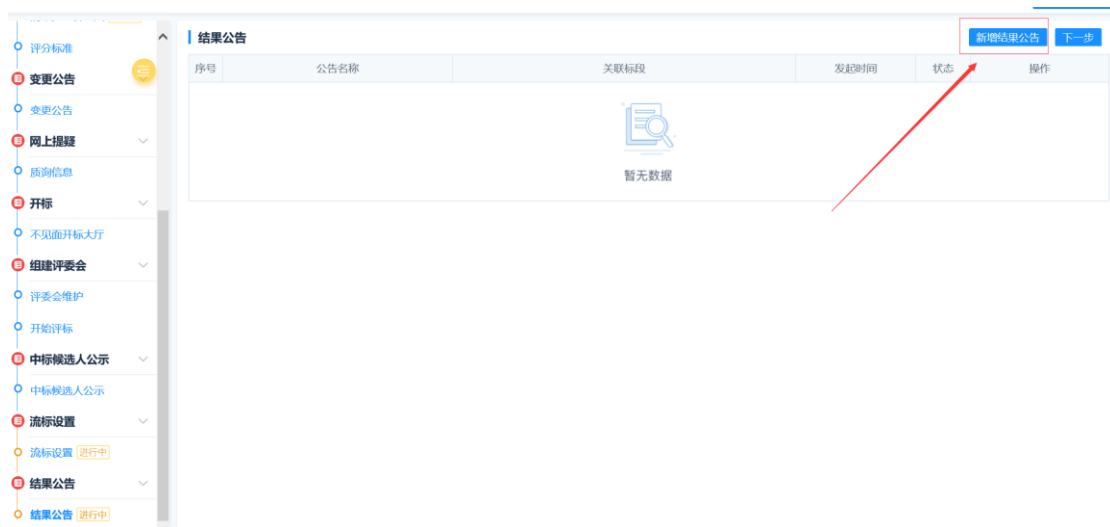 评分标准
变更公告
变更公告
网上提疑
质询信息
开标
不见面开标大厅
组建评委会
评委会维护
开始评标
中标候选人公示
中标候选人公示
流标设置
流标设置 进行中
结果公告
结果公告 进行中
结果公告
新增结果公告 下一步
序号 公告名称 关联标段 发起时间 状态 操作
暂无数据